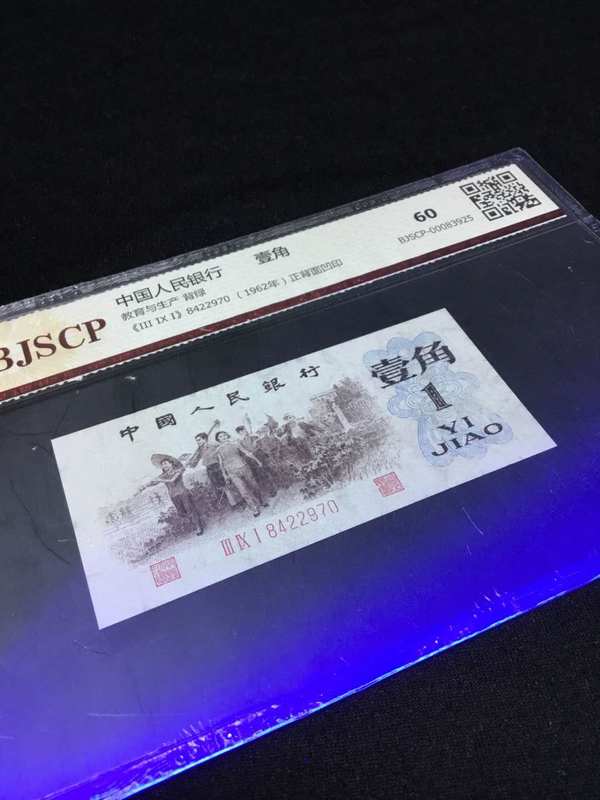 BJSCP
中国人民银行 壹角
教育与生产 背绿
《III IX I》8422970 (1962年) 正背面凹印
60
BJSCP-00083925
中國人民銀行
壹角
1
YI
JIAO
III IX I 8422970